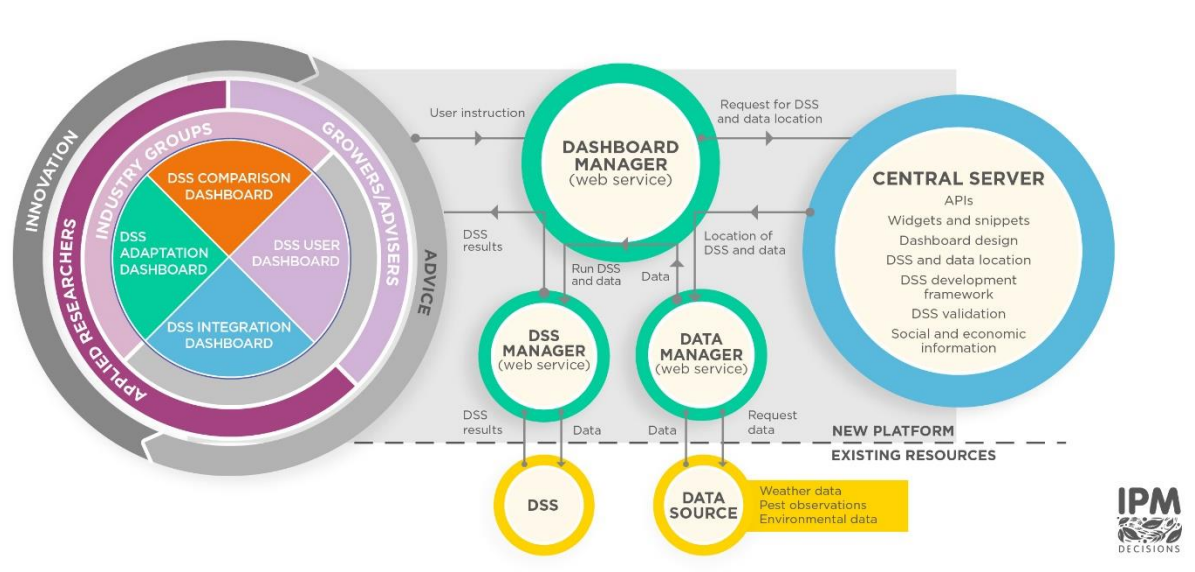 INNOVATION
APPLIED RESEARCHERS
INDUSTRY GROUPS
GROWERS/ADVISERS
ADVICE
DSS COMPARISON
DASHBOARD
DSS
ADAPTATION
DASHBOARD
DSS USER
DASHBOARD
DSS INTEGRATION
DASHBOARD
User instruction
DASHBOARD
MANAGER
(web service)
Request for DSS
and data location
CENTRAL SERVER
APIs
Widgets and snippets
Dashboard design
DSS and data location
DSS development
framework
DSS validation
Social and economic
information
DSS
results
Run DSS
and data
Data
Location of
DSS and data
DSS
MANAGER
(web service)
DATA
MANAGER
(web service)
DSS
results
Data
Data
Request
data
NEW PLATFORM
EXISTING RESOURCES
DSS
DATA
SOURCE
Weather data
Pest observations
Environmental data
IPM
DECISIONS